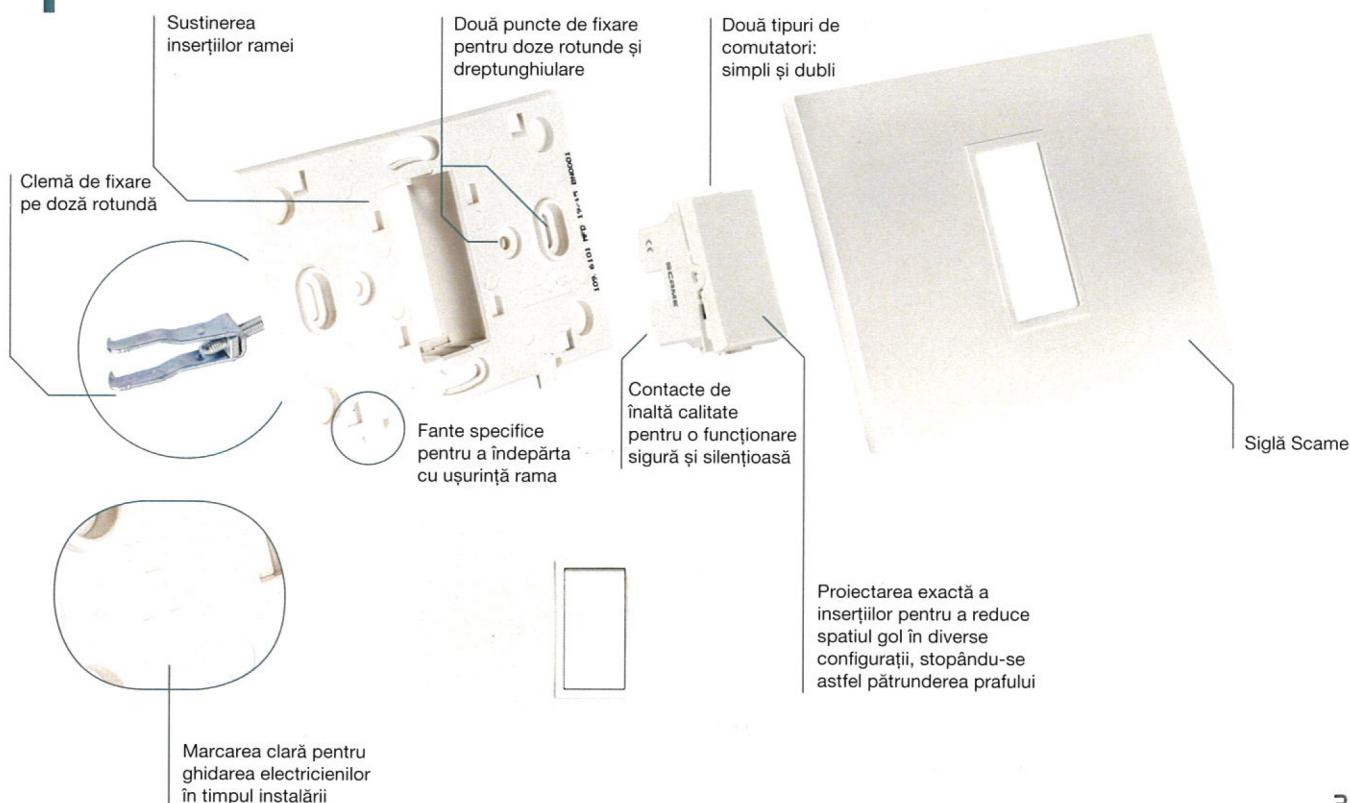 Sustinerea
inserțiilor ramei
Două puncte de fixare
pentru doze rotunde și
dreptunghiulare
Două tipuri de
comutatori:
simpli și dubli
Clemă de fixare
pe doză rotundă
SCAME
Fante specifice
pentru a îndepărta
cu ușurință rama
Contacte de
înaltă calitate
pentru o funcționare
sigură și silențioasă
Siglă Scame
Proiectarea exactă a
inserțiilor pentru a reduce
spatiul gol în diverse
configurații, stopându-se
astfel pătrunderea prafului
Marcarea clară pentru
ghidarea electricienilor
în timpul instalării